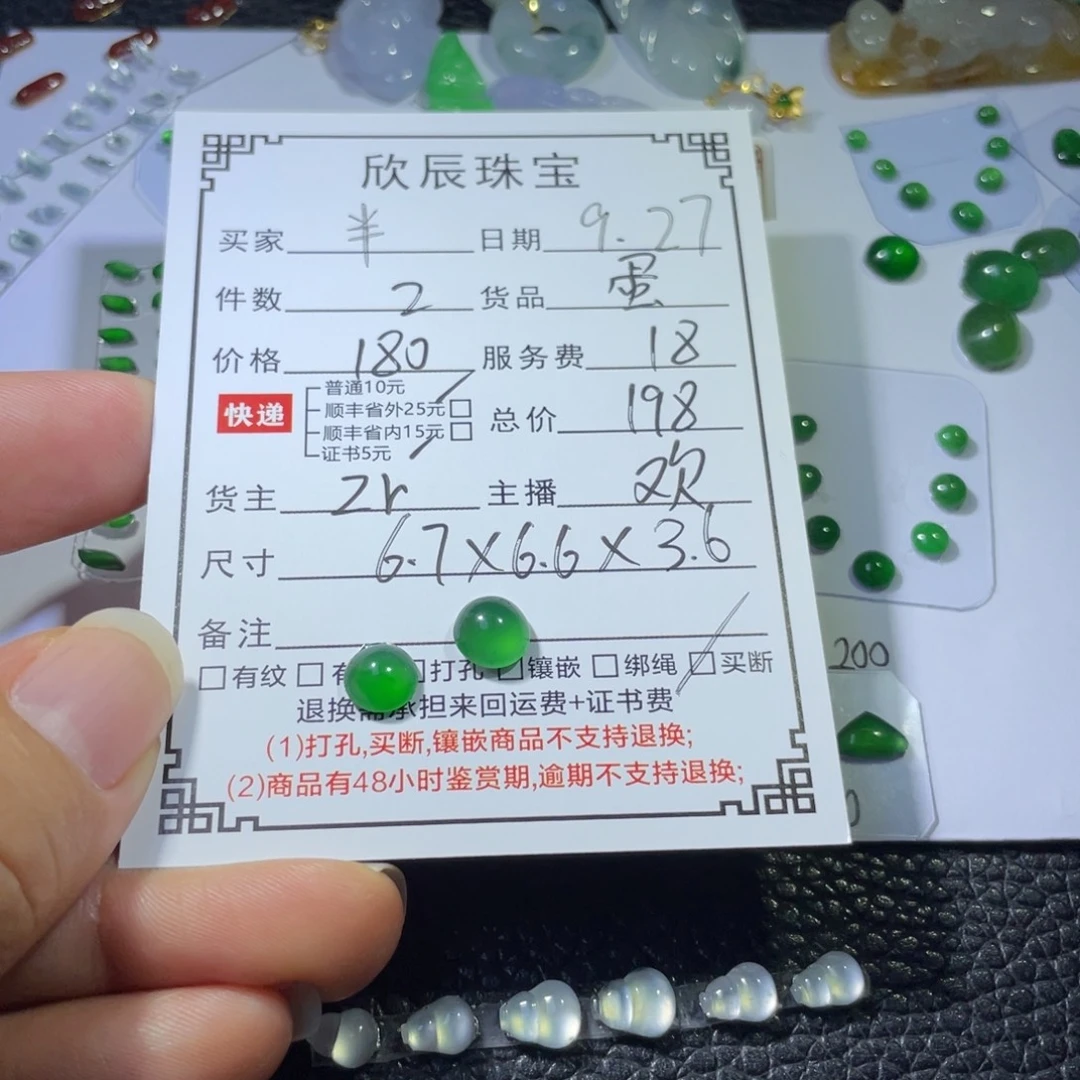 欣辰珠宝
买家 半 日期 9.27
件数 2 货品 蛋
价格 180 服务费 18
快递 普通10元
顺丰省外25元□
顺丰省内15元□
证书5元
总价 198
货主 Zr 主播 欢
尺寸 6.7×6.6×3.6
备注
□有纹 □有 打孔 □镶嵌 □绑绳 □买断
退换需承担来回运费+证书费
(1)打孔,买断,镶嵌商品不支持退换;
(2)商品有48小时鉴赏期,逾期不支持退换;
200